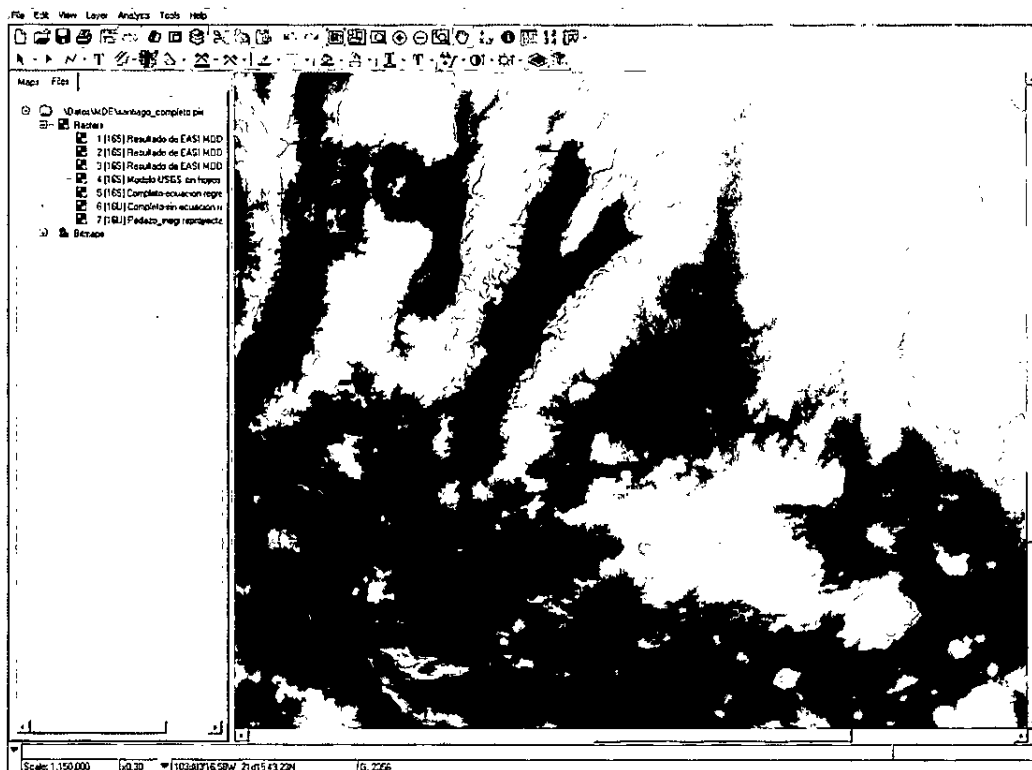 File Edit View Layer Analysis Tools Help
Maps Files
\Datos\MDE\santiago_completo.pix
Rasters
1 [16S] Resultado de EASI MOD
2 [16S] Resultado de EASI MOD
3 [16S] Resultado de EASI MOD
4 [16S] Modelo USGS sin hoyos
5 [16S] Completo-ecuacion regre
6 [16U] Completo-sin ecuacion r
7 [16U] Pedazo_inegi reproyecta
Bitmaps
Scale: 1:150,000
x0.30
G: 2356